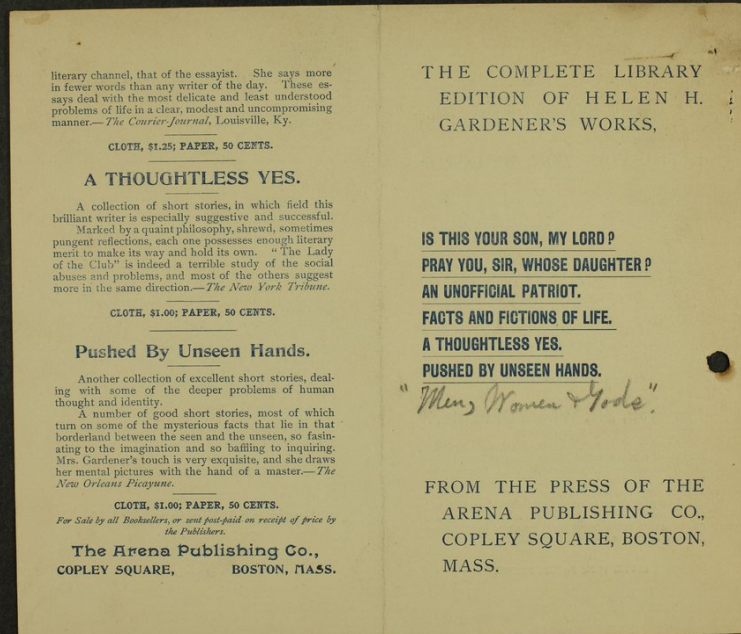 literary channel, that of the essayist. She says more
in fewer words than any writer of the day. These es-
says deal with the most delicate and least understood
problems of life in a clear, modest and uncompromising
manner.— The Courier-Journal, Louisville, Ky.
CLOTH, $1.25; PAPER, 50 CENTS.
A THOUGHTLESS YES.
A collection of short stories, in which field this
brilliant writer is especially suggestive and successful.
Marked by a quaint philosophy, shrewd, sometimes
pungent reflections, each one possesses enough literary
merit to make its way and hold its own. "The Lady
of the Club" is indeed a terrible study of the social
abuses and problems, and most of the others suggest
more in the same direction.—The New York Tribune.
CLOTH, $1.00; PAPER, 50 CENTS.
Pushed By Unseen Hands.
Another collection of excellent short stories, deal-
ing with some of the deeper problems of human
thought and identity.
A number of good short stories, most of which
turn on some of the mysterious facts that lie in that
borderland between the seen and the unseen, so fasin-
ating to the imagination and so baffling to inquiring.
Mrs. Gardener's touch is very exquisite, and she draws
her mental pictures with the hand of a master.—The
New Orleans Picayune.
CLOTH, $1.00; PAPER, 50 CENTS.
For Sale by all Booksellers, or sent post-paid on receipt of price by
the Publishers.
The Arena Publishing Co.,
COPLEY SQUARE, BOSTON, MASS.
THE COMPLETE LIBRARY
EDITION OF HELEN H.
GARDENER'S WORKS,
IS THIS YOUR SON, MY LORD?
PRAY YOU, SIR, WHOSE DAUGHTER?
AN UNOFFICIAL PATRIOT.
FACTS AND FICTIONS OF LIFE.
A THOUGHTLESS YES.
PUSHED BY UNSEEN HANDS.
"Men, Women & Gods".
FROM THE PRESS OF THE
ARENA PUBLISHING CO.,
COPLEY SQUARE, BOSTON,
MASS.